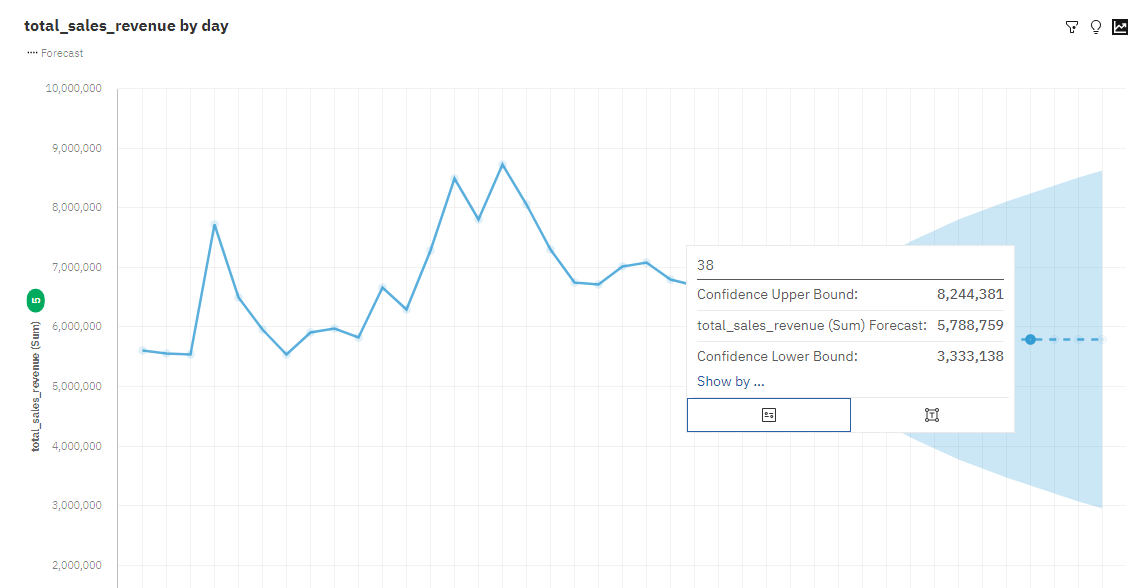 total_sales_revenue by day
Forecast
10,000,000
9,000,000
8,000,000
7,000,000
6,000,000
5,000,000
4,000,000
3,000,000
2,000,000
total_sales_revenue (Sum)
5
38
Confidence Upper Bound: 8,244,381
total_sales_revenue (Sum) Forecast: 5,788,759
Confidence Lower Bound: 3,333,138
Show by ...